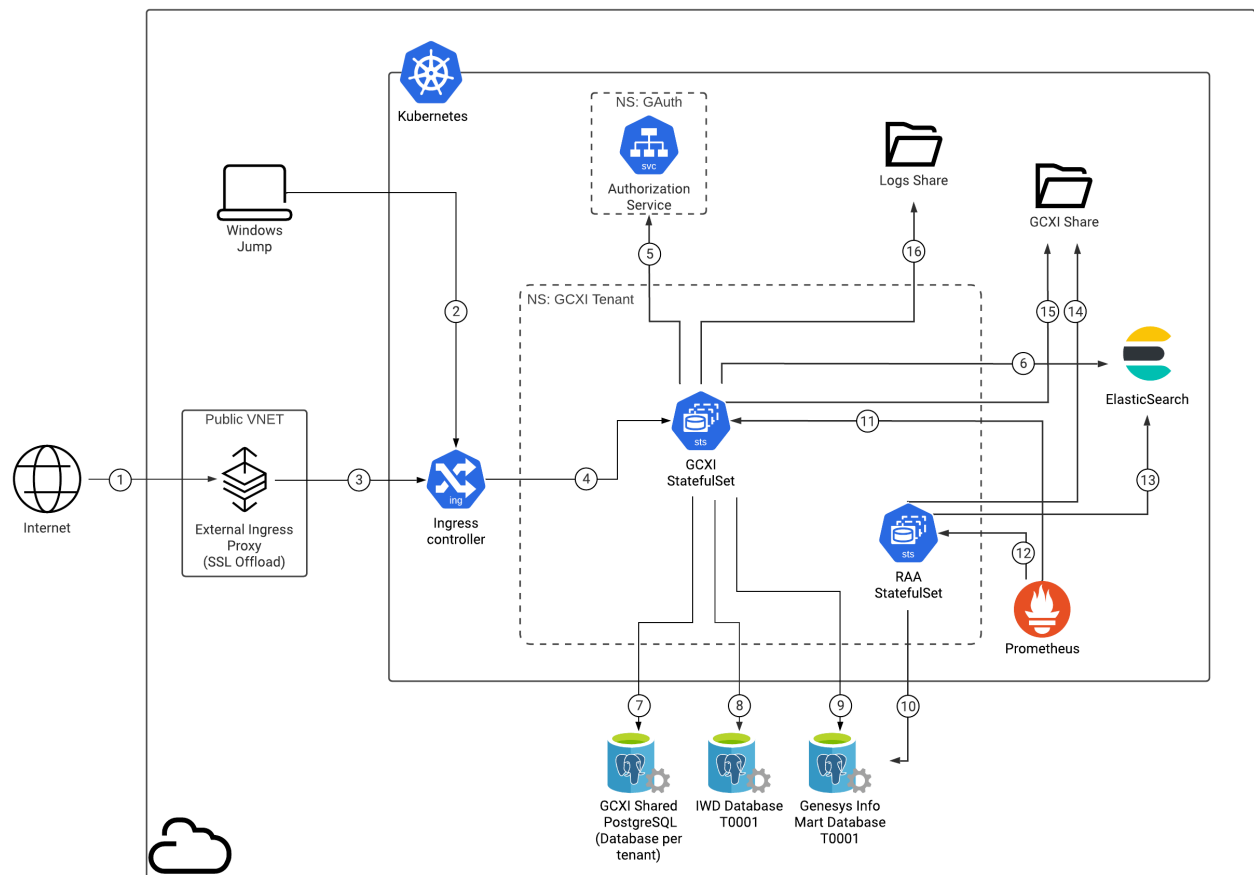 Kubernetes
NS: GAuth
svc
Authorization
Service
Logs Share
GCXI Share
Windows
Jump
5
16
NS: GCXI Tenant
2
15
14
6
ElasticSearch
Public VNET
sts
GCXI
StatefulSet
11
1
3
4
13
Internet
External Ingress
Proxy
(SSL Offload)
ing
Ingress
controller
sts
RAA
StatefulSet
12
Prometheus
7
8
9
10
GCXI Shared
PostgreSQL
(Database per
tenant)
IWD Database
T0001
Genesys Info
Mart Database
T0001